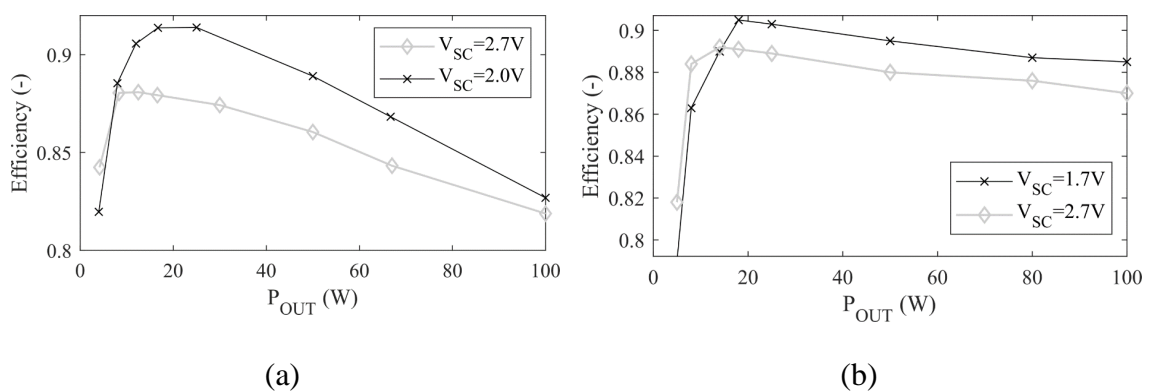 0.9
0.85
0.8
Efficiency (-)
0 20 40 60 80 100
P_OUT (W)
V_SC=2.7V
V_SC=2.0V
(a)
0.9
0.88
0.86
0.84
0.82
0.8
Efficiency (-)
0 20 40 60 80 100
P_OUT (W)
V_SC=1.7V
V_SC=2.7V
(b)